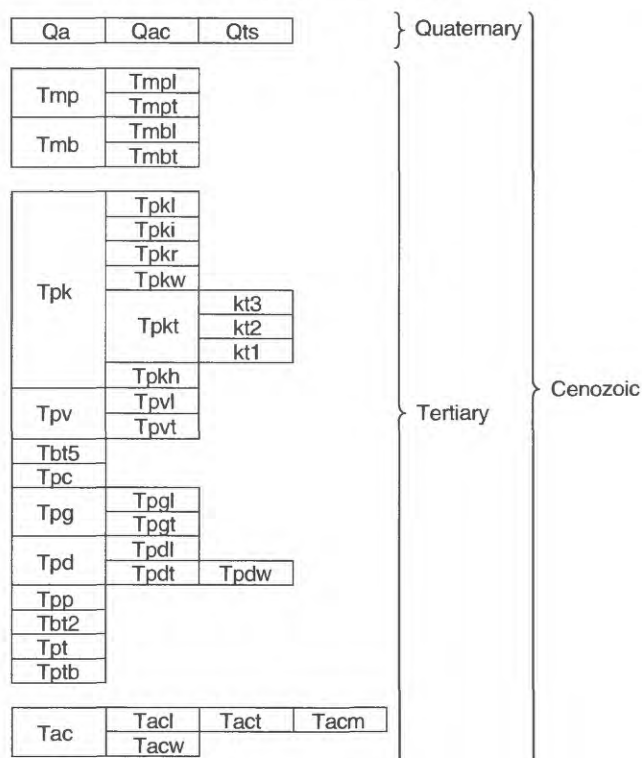 Qa Qac Qts Quaternary
Tmp Tmpl
Tmpt
Tmb Tmbl
Tmbt
Tpk Tpkl
Tpki
Tpkr
Tpkw
Tpkt kt3
kt2
kt1
Tpkh
Tpv Tpvl
Tpvt
Tertiary
Cenozoic
Tbt5
Tpc
Tpg Tpgl
Tpgt
Tpd Tpdl
Tpdt Tpdw
Tpp
Tbt2
Tpt
Tptb
Tac Tacl Tact Tacm
Tacw